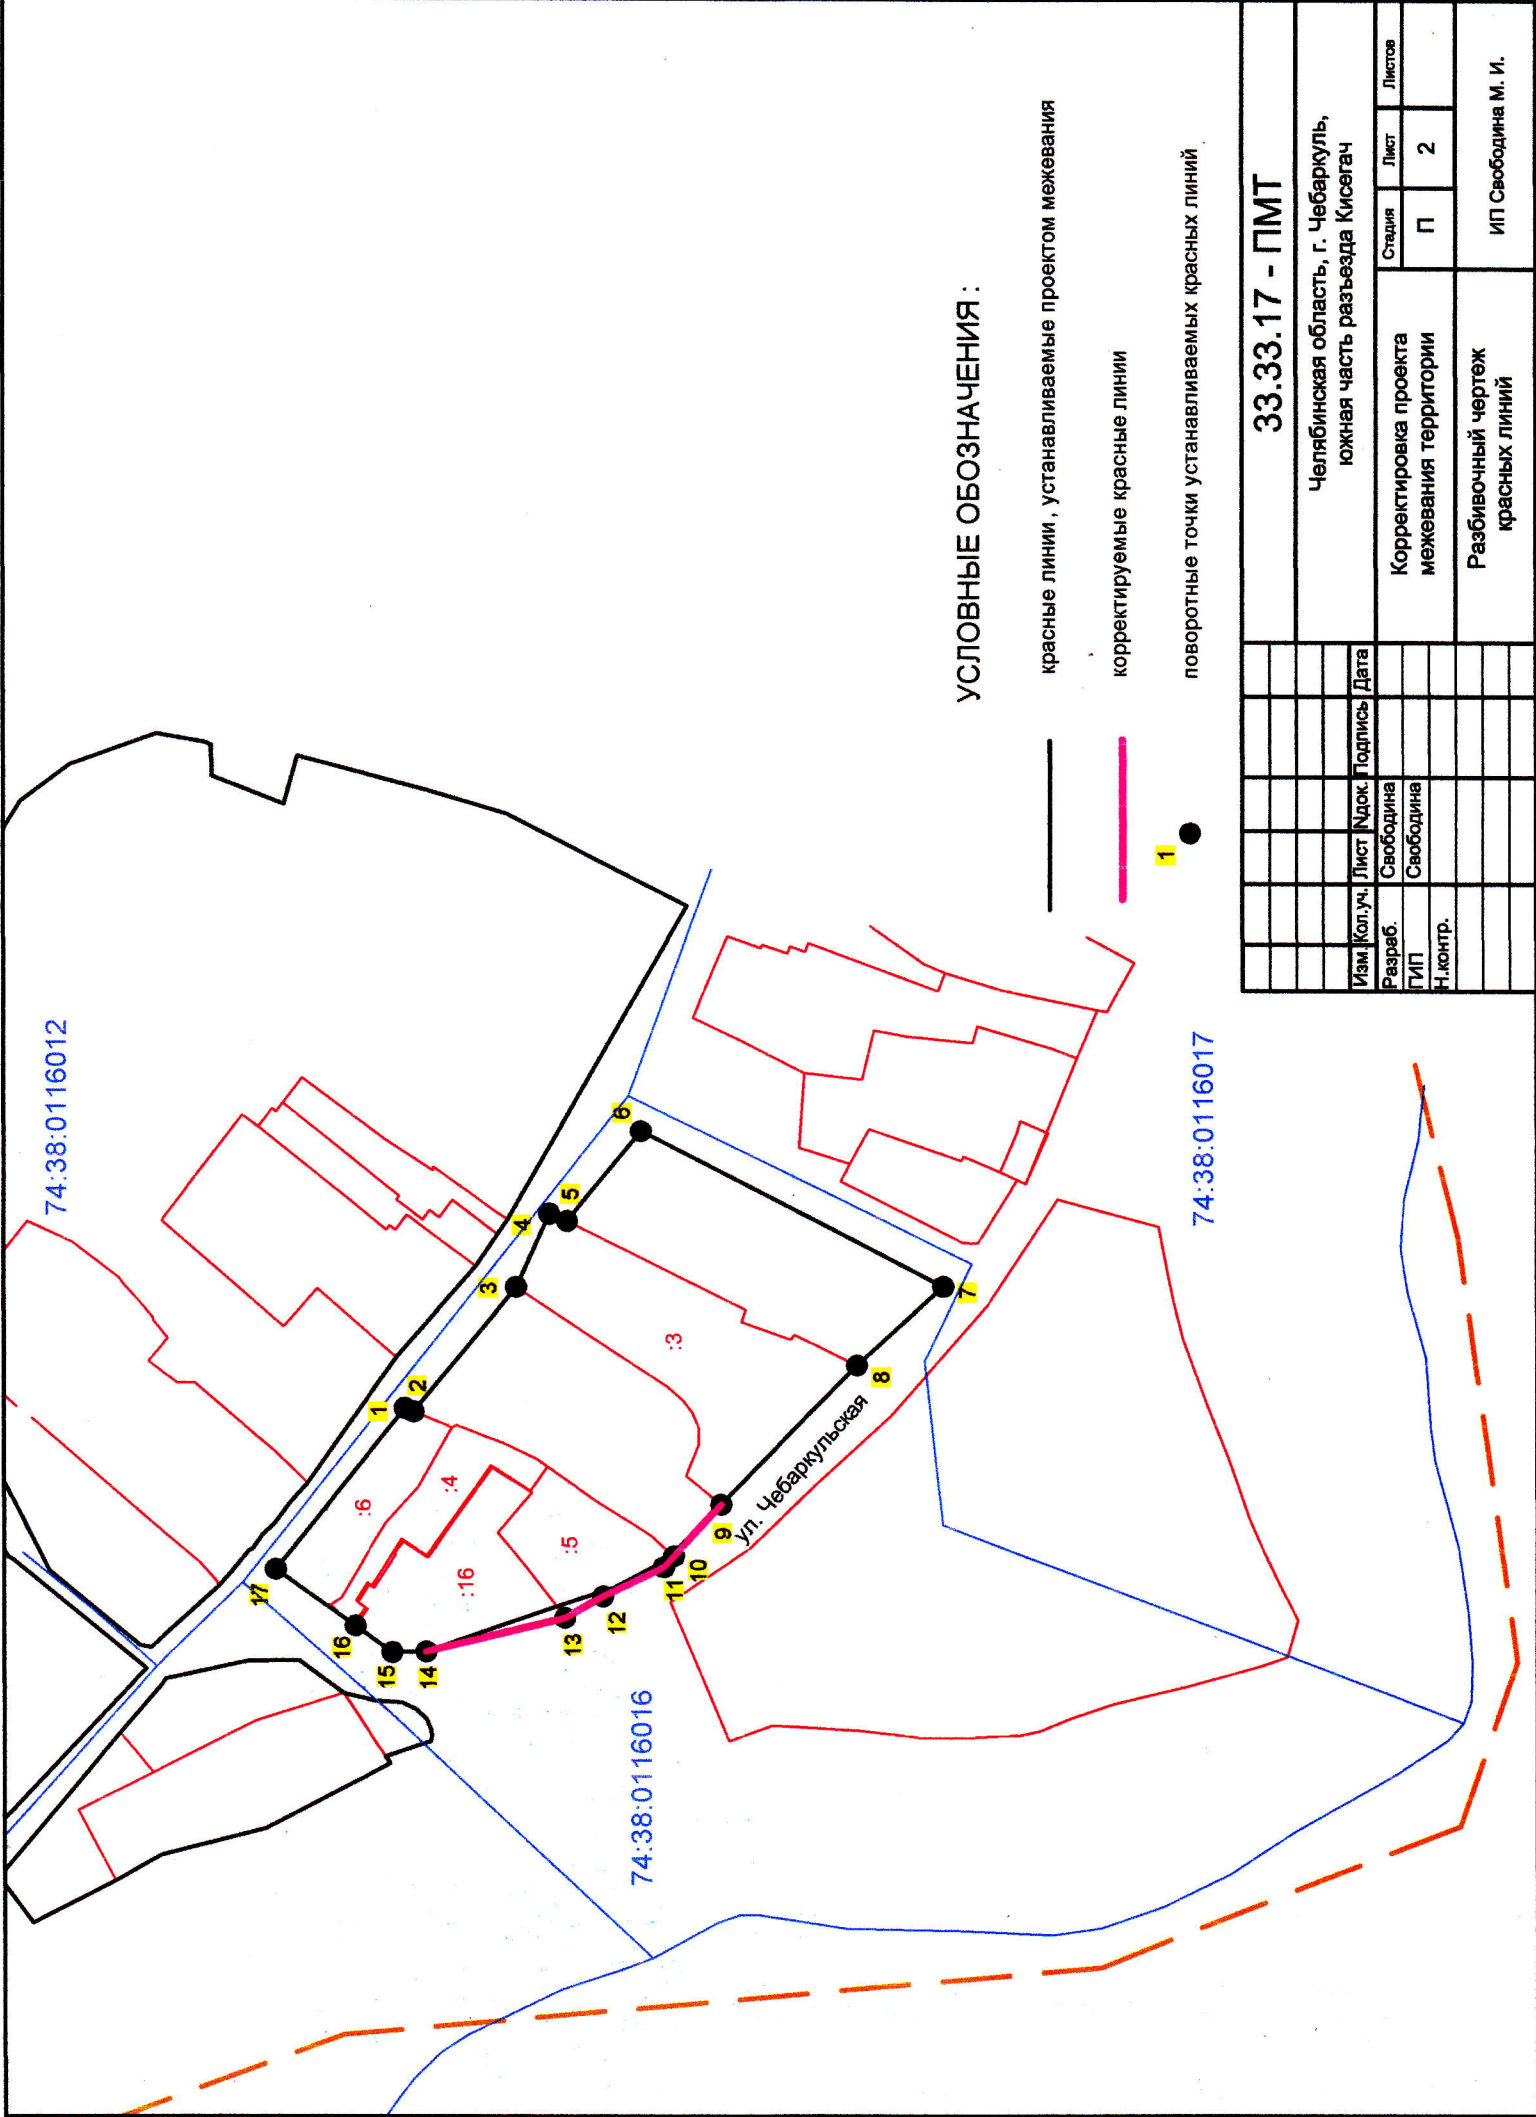 74:38:0116012
74:38:0116016
74:38:0116017
1
2
3
4
5
6
7
8
9
10
11
12
13
14
15
16
17
:6
:4
:16
:5
:3
ул. Чебаркульская
УСЛОВНЫЕ ОБОЗНАЧЕНИЯ :
красные линии , устанавливаемые проектом межевания
корректируемые красные линии
1
поворотные точки устанавливаемых красных линий
33.33.17 - ПМТ
Челябинская область, г. Чебаркуль,
южная часть разъезда Кисегач
Изм. Кол.уч. Лист Nдок. Подпись Дата
Разраб. Свободина
ГИП Свободина
Н.контр.
Корректировка проекта
межевания территории
Стадия Лист Листов
П 2
Разбивочный чертеж
красных линий
ИП Свободина М. И.